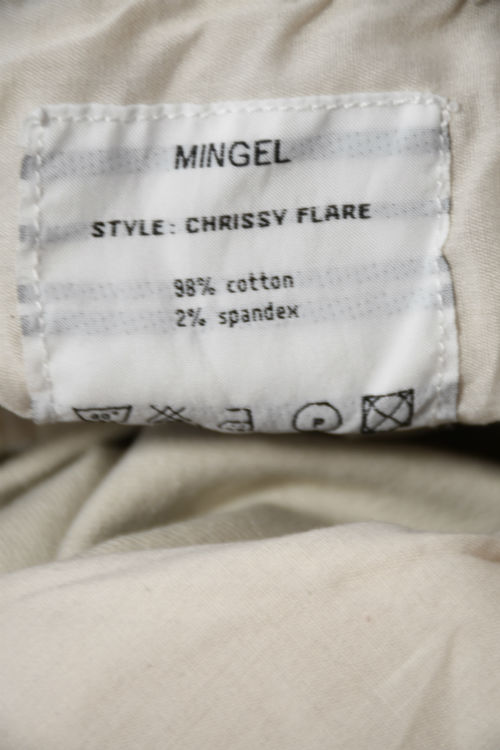 MINGEL
STYLE: CHRISSY FLARE
98% cotton
2% spandex
P